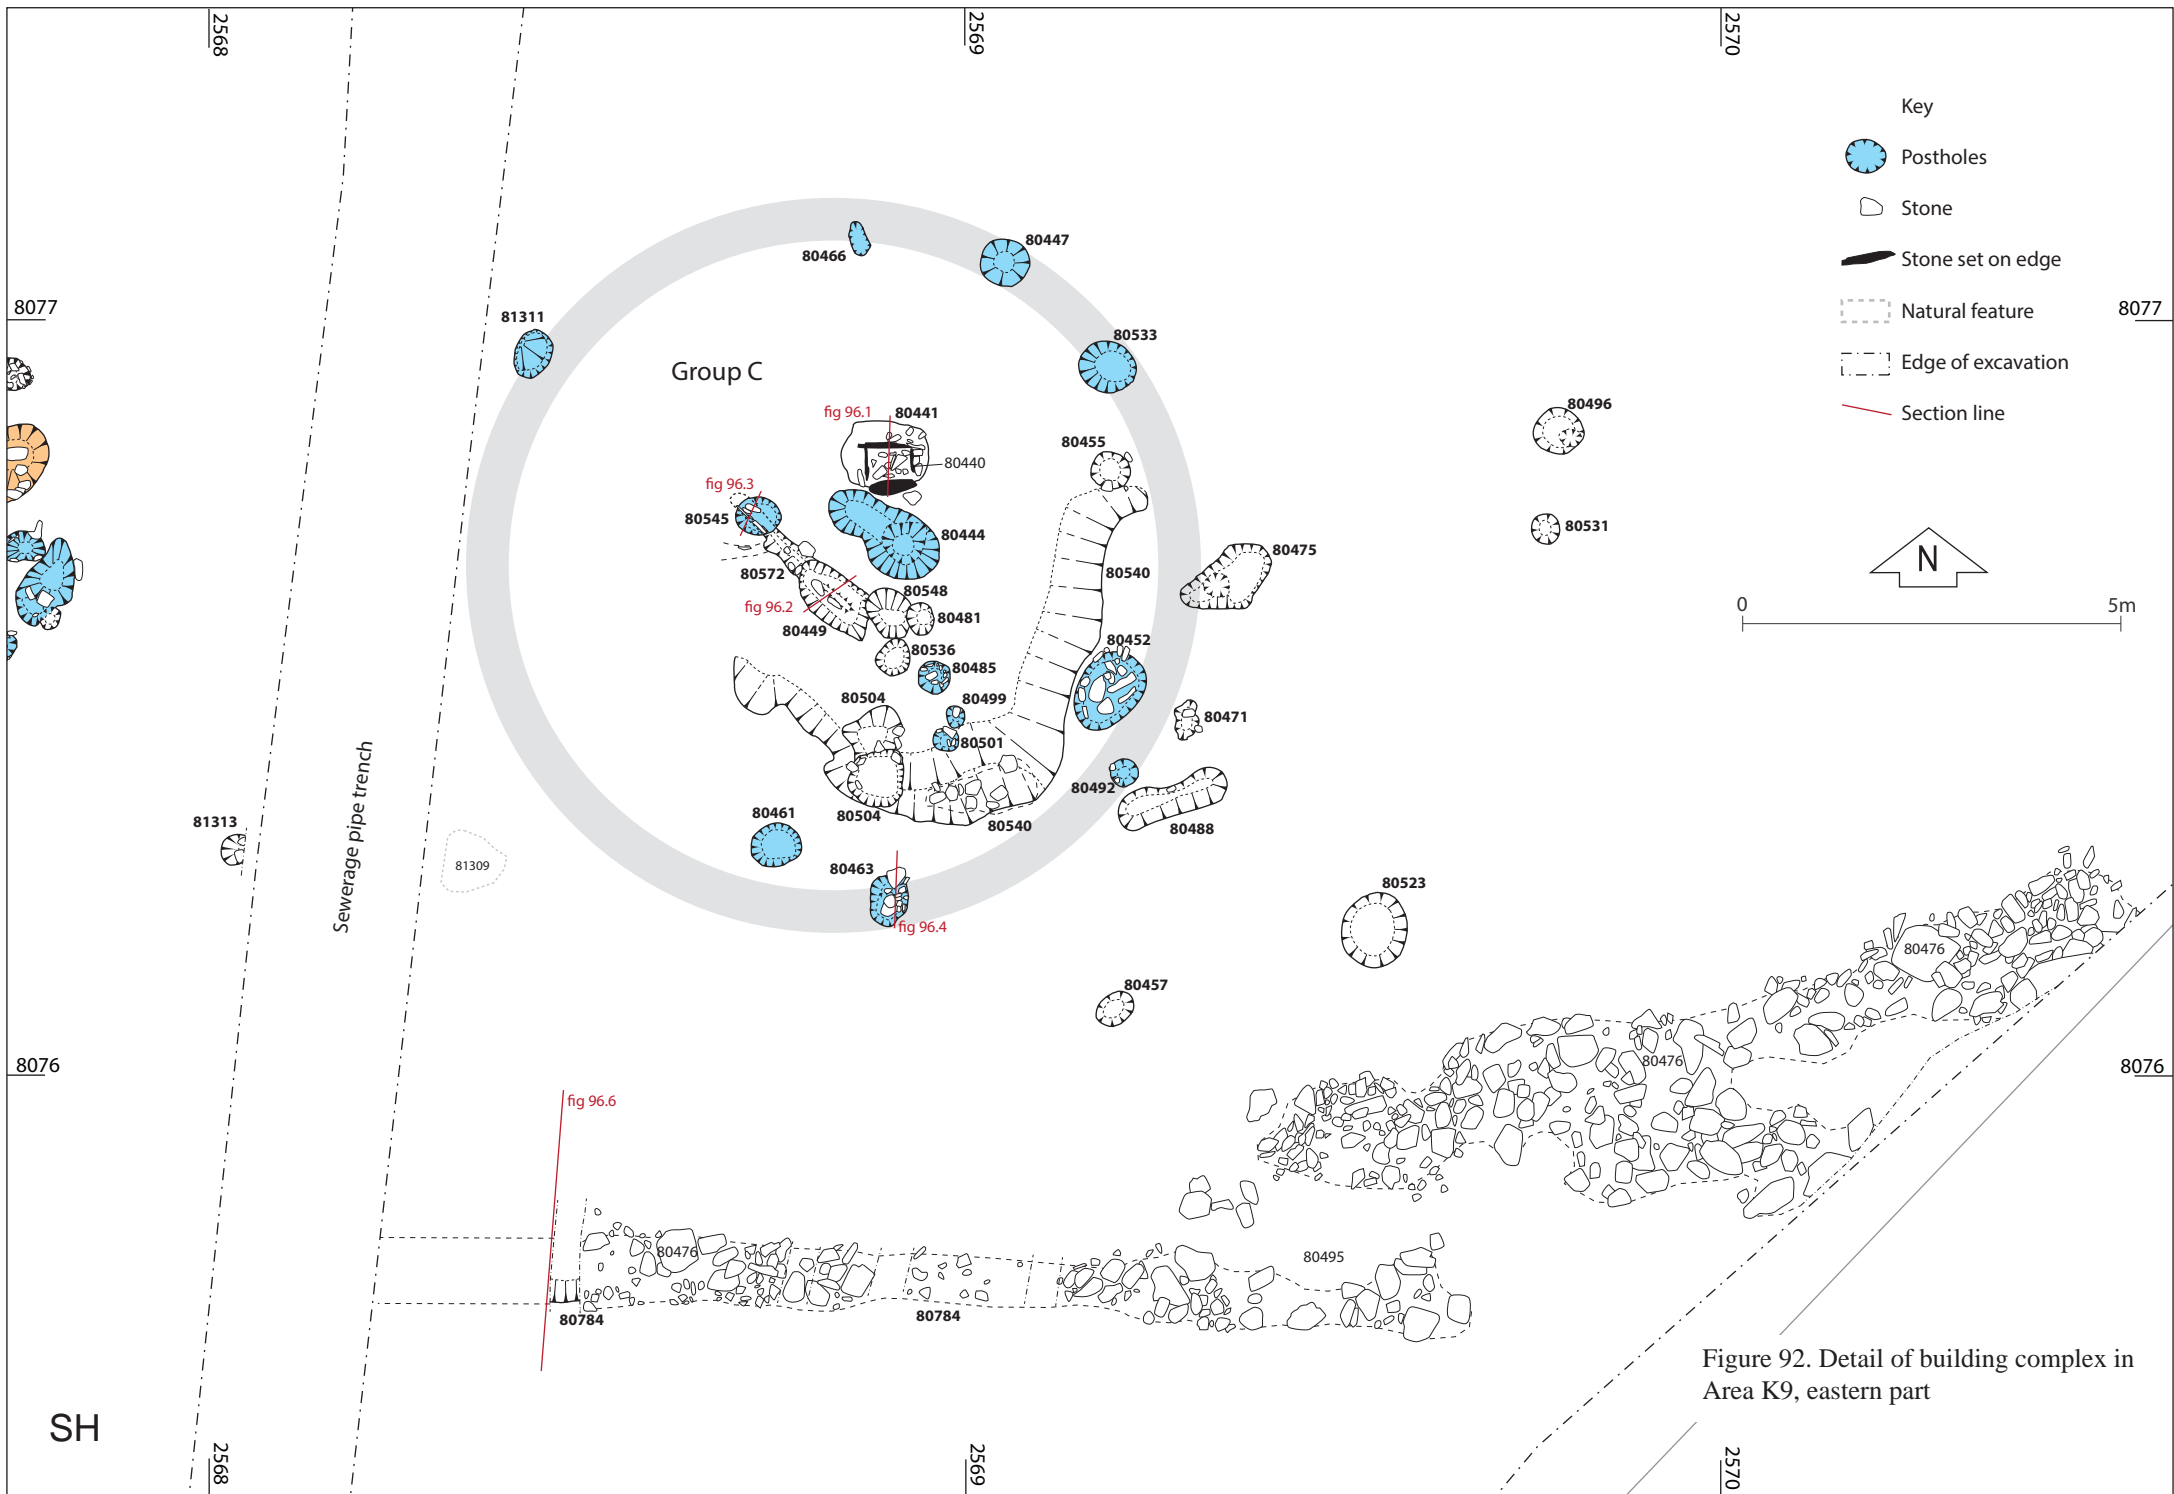 2568
2569
2570
Key
Postholes
Stone
Stone set on edge
Natural feature
Edge of excavation
Section line
8077
8077
80466
80447
81311
80533
Group C
fig 96.1
80441
80440
80455
80496
fig 96.3
80545
80444
80531
80475
80572
80540
N
fig 96.2
80548
80481
80449
0
5m
80536
80452
80485
80504
80499
80471
80501
Sewerage pipe trench
80492
80461
80504
80540
80488
81313
81309
80463
fig 96.4
80523
80476
80457
8076
80476
8076
fig 96.6
80476
80495
80784
80784
Figure 92. Detail of building complex in
Area K9, eastern part
SH
2568
2569
2570